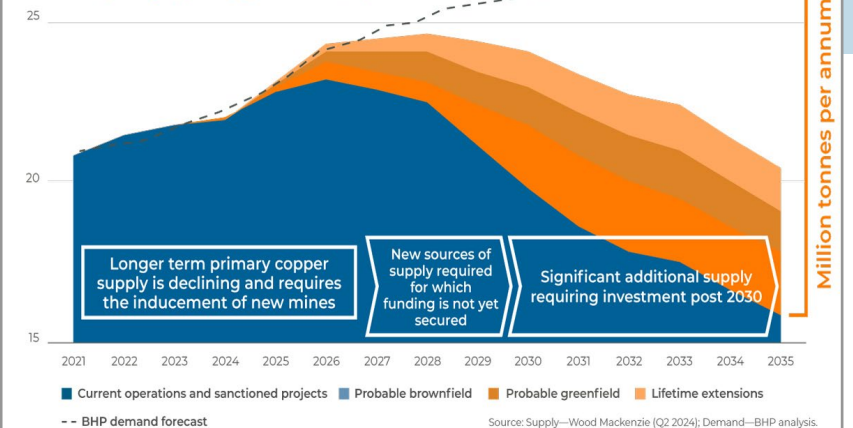 25
20
15
Million tonnes per annum
Longer term primary copper
supply is declining and requires
the inducement of new mines
New sources of
supply required
for which
funding is not yet
secured
Significant additional supply
requiring investment post 2030
2021 2022 2023 2024 2025 2026 2027 2028 2029 2030 2031 2032 2033 2034 2035
Current operations and sanctioned projects Probable brownfield Probable greenfield Lifetime extensions
BHP demand forecast
Source: Supply—Wood Mackenzie (Q2 2024); Demand—BHP analysis.